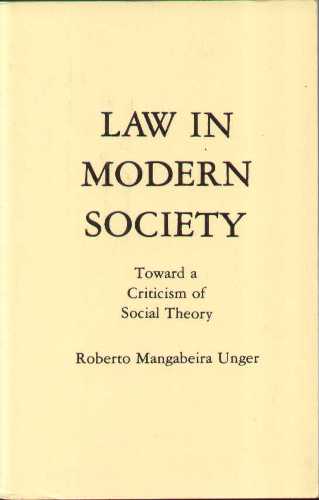 LAW IN
MODERN
SOCIETY
Toward a
Criticism of
Social Theory
Roberto Mangabeira Unger